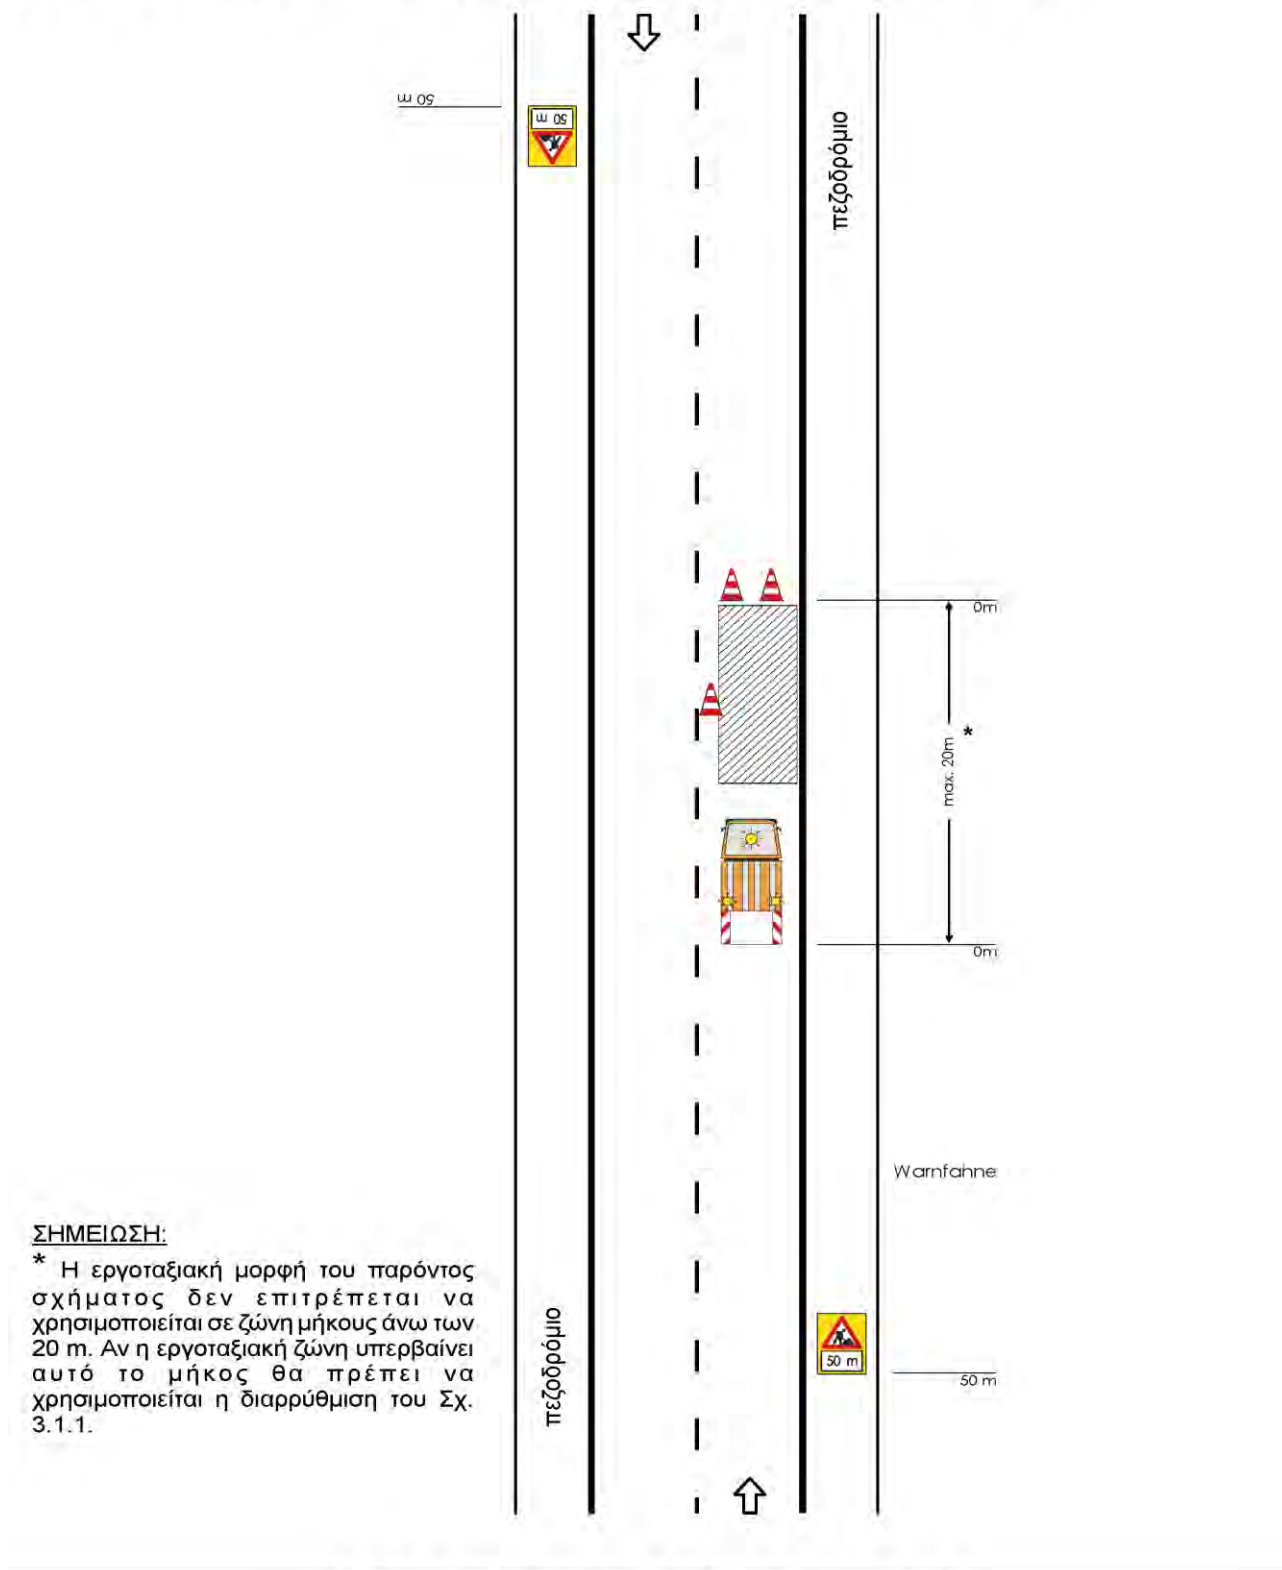 50 m
50 m
πεζοδρόμιο
0m
max. 20m
*
0m
Warnfahne
ΣΗΜΕΙΩΣΗ:
* Η εργοταξιακή μορφή του παρόντος
σχήματος δεν επιτρέπεται να
χρησιμοποιείται σε ζώνη μήκους άνω των
20 m. Αν η εργοταξιακή ζώνη υπερβαίνει
αυτό το μήκος θα πρέπει να
χρησιμοποιείται η διαρρύθμιση του Σχ.
3.1.1.
πεζοδρόμιο
50 m
50 m